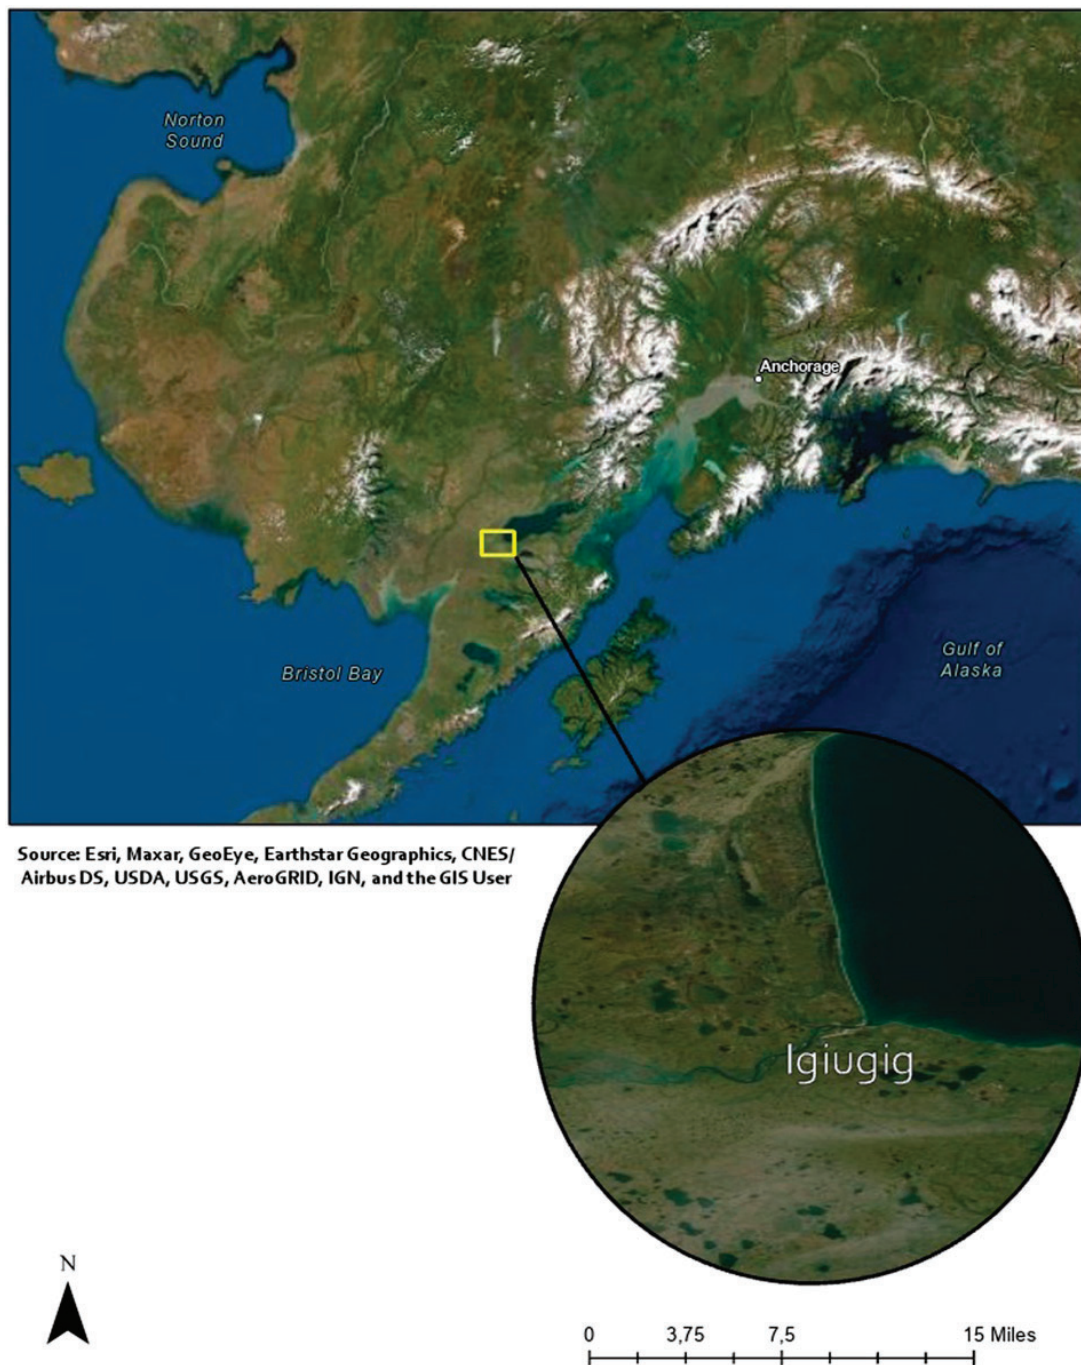 Norton
Sound
Anchorage
Bristol Bay
Gulf of
Alaska
Source: Esri, Maxar, GeoEye, Earthstar Geographics, CNES/
Airbus DS, USDA, USGS, AeroGRID, IGN, and the GIS User
Igiugig
N
0 3,75 7,5 15 Miles